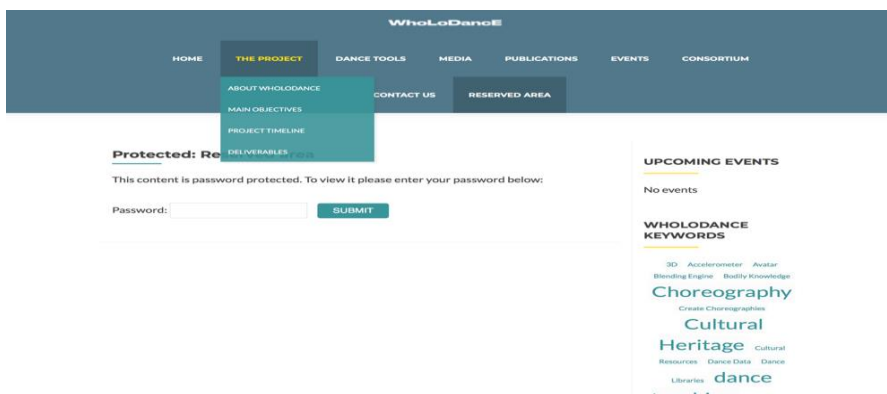 WhoLoDancE
HOME THE PROJECT DANCE TOOLS MEDIA PUBLICATIONS EVENTS CONSORTIUM
CONTACT US RESERVED AREA
ABOUT WHOLODANCE
MAIN OBJECTIVES
PROJECT TIMELINE
DELIVERABLES
Protected: Re
This content is password protected. To view it please enter your password below:
Password: SUBMIT
UPCOMING EVENTS
No events
WHOLODANCE
KEYWORDS
3D Accelerometer Avatar
Blending Engine Bodily Knowledge
Choreography
Create Choreographies
Cultural
Heritage Cultural
Resources Dance Data Dance
Libraries dance